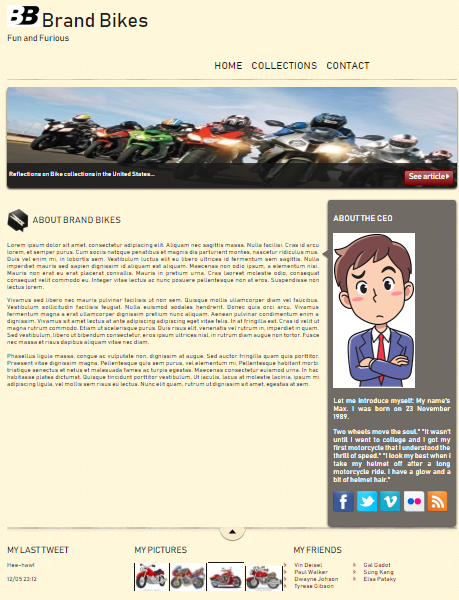 BB Brand Bikes
Fun and Furious
HOME COLLECTIONS CONTACT
Reflections on Bike collections in the United States...
See article
ABOUT BRAND BIKES
Lorem ipsum dolor sit amet, consectetur adipiscing elit. Aliquam nec sagittis massa. Nulla facilisi. Cras id arcu
lorem, et semper purus. Cum sociis natoque penatibus et magnis dis parturient montes, nascetur ridiculus mus.
Duis vel enim mi, in lobortis sem. Vestibulum luctus elit eu libero ultrices id fermentum sem sagittis. Nulla
imperdiet mauris sed sapien dignissim id aliquam est aliquam. Maecenas non odio ipsum, a elementum nisi.
Mauris non erat eu erat placerat convallis. Mauris in pretium urna. Cras laoreet molestie odio, consequat
consequat velit commodo eu. Integer vitae lectus ac nunc posuere pellentesque non at eros. Suspendisse non
lectus lorem.
Vivamus sed libero nec mauris pulvinar facilisis ut non sem. Quisque mollis ullamcorper diam vel faucibus.
Vestibulum sollicitudin facilisis feugiat. Nulla euismod sodales hendrerit. Donec quis orci arcu. Vivamus
fermentum magna a erat ullamcorper dignissim pretium nunc aliquam. Aenean pulvinar condimentum enim a
dignissim. Vivamus sit amet lectus at ante adipiscing adipiscing eget vitae felis. In at fringilla est. Cras id velit ut
magna rutrum commodo. Etiam ut scelerisque purus. Duis risus elit, venenatis vel rutrum in, imperdiet in quam.
Sed vestibulum, libero ut bibendum consectetur, eros ipsum ultrices nisl, in rutrum diam augue non tortor. Fusce
nec massa et risus dapibus aliquam vitae nec diam.
Phasellus ligula massa, congue ac vulputate non, dignissim at augue. Sed auctor fringilla quam quis porttitor.
Praesent vitae dignissim magna. Pellentesque quis sem purus, vel elementum mi. Pellentesque habitant morbi
tristique senectus et netus et malesuada fames ac turpis egestas. Maecenas consectetur euismod urna. In hac
habitasse platea dictumst. Quisque tincidunt porttitor vestibulum. Ut iaculis, lacus at molestie lacinia, ipsum mi
adipiscing ligula, vel mollis sem risus eu lectus. Nunc elit quam, rutrum ut dignissim sit amet, egestas at sem.
ABOUT THE CEO
Let me introduce myself: My name's
Max. I was born on 23 November
1989.
Two wheels move the soul." "It wasn't
until I went to college and I got my
first motorcycle that I understood the
thrill of speed." "I look my best when I
take my helmet off after a long
motorcycle ride. I have a glow and a
bit of helmet hair."
MY LAST TWEET
Hee-haw!
12/05 23:12
MY PICTURES
MY FRIENDS
Vin Deisel
Paul Walker
Dwayne Johson
Tyrese Gibson
Gal Gadot
Sung Kang
Elsa Pataky